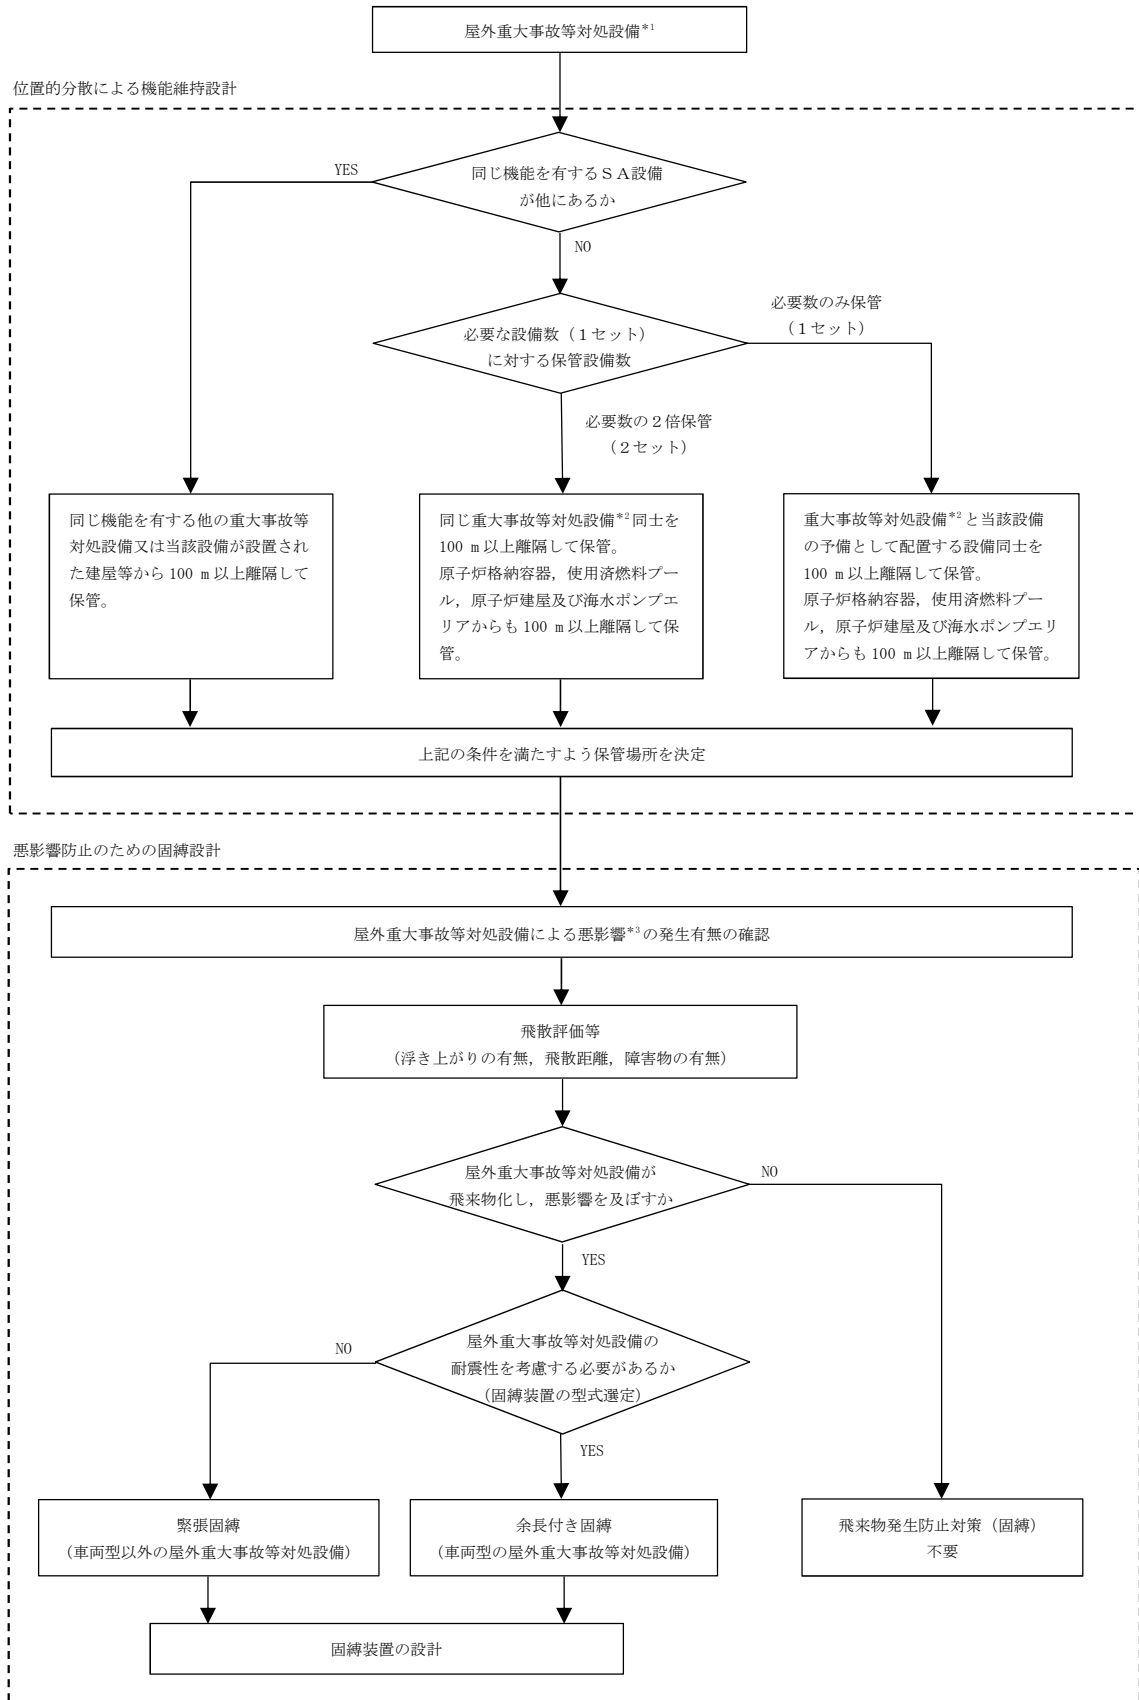 屋外重大事故等対処設備*1
位置的分散による機能維持設計
同じ機能を有するＳＡ設備
が他にあるか
YES
NO
必要な設備数（１セット）
に対する保管設備数
必要数のみ保管
（１セット）
必要数の２倍保管
（２セット）
同じ機能を有する他の重大事故等
対処設備又は当該設備が設置され
た建屋等から 100 m 以上離隔して
保管。
同じ重大事故等対処設備*2同士を
100 m 以上離隔して保管。
原子炉格納容器，使用済燃料プー
ル，原子炉建屋及び海水ポンプエ
リアからも 100 m 以上離隔して保
管。
重大事故等対処設備*2と当該設備
の予備として配置する設備同士を
100 m 以上離隔して保管。
原子炉格納容器，使用済燃料プー
ル，原子炉建屋及び海水ポンプエリ
アからも 100 m 以上離隔して保管。
上記の条件を満たすよう保管場所を決定
悪影響防止のための固縛設計
屋外重大事故等対処設備による悪影響*3の発生有無の確認
飛散評価等
（浮き上がりの有無，飛散距離，障害物の有無）
屋外重大事故等対処設備が
飛来物化し，悪影響を及ぼすか
NO
YES
屋外重大事故等対処設備の
耐震性を考慮する必要があるか
（固縛装置の型式選定）
NO
YES
緊張固縛
（車両型以外の屋外重大事故等対処設備）
余長付き固縛
（車両型の屋外重大事故等対処設備）
飛来物発生防止対策（固縛）
不要
固縛装置の設計